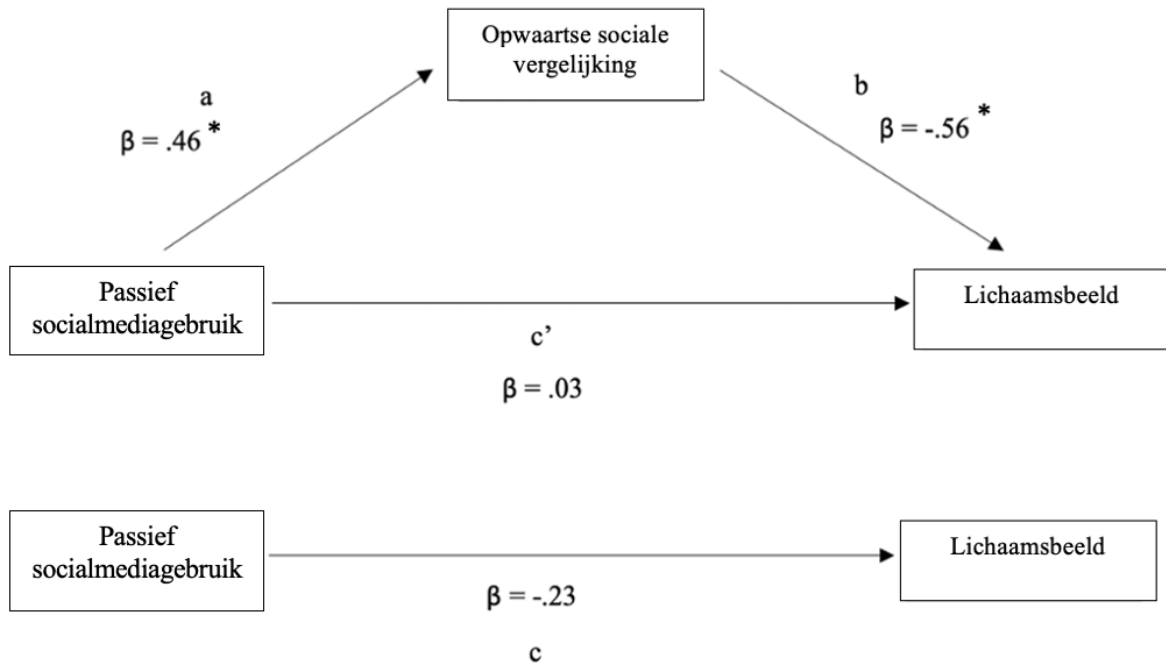 Opwaartse sociale
vergelijking
a
β = .46 *
b
β = -.56 *
Passief
socialmediagebruik
Lichaamsbeeld
c’
β = .03
Passief
socialmediagebruik
Lichaamsbeeld
β = -.23
c